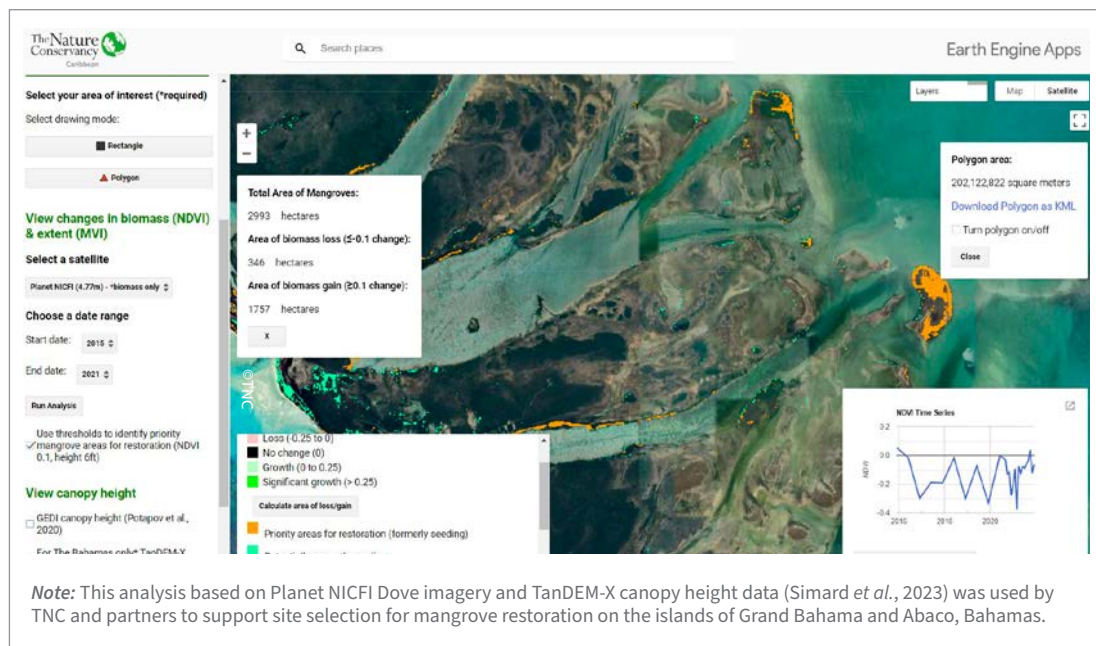 The Nature
Conservancy
Caribbean
Search places
Earth Engine Apps
Select your area of interest (*required)
Select drawing mode:
Rectangle
Polygon
View changes in biomass (NDVI)
& extent (MVI)
Select a satellite
Planet NICFI (4.77m) - *biomass only
Choose a date range
Start date: 2015
End date: 2021
Run Analysis
Use thresholds to identify priority
mangrove areas for restoration (NDVI
0.1, height 6ft)
View canopy height
GEDI canopy height (Potapov et al.,
2020)
For The Bahamas only* TanDEM-X
+
−
Total Area of Mangroves:
2993 hectares
Area of biomass loss (≤-0.1 change):
346 hectares
Area of biomass gain (≥0.1 change):
1757 hectares
X
©TNC
Loss (-0.25 to 0)
No change (0)
Growth (0 to 0.25)
Significant growth (> 0.25)
Calculate area of loss/gain
Priority areas for restoration (formerly seeding)
Layers
Map
Satellite
Polygon area:
202,122,822 square meters
Download Polygon as KML
Turn polygon on/off
Close
NDVI Time Series
NDVI
0.2
0.0
-0.2
-0.4
2016
2018
2020
Note: This analysis based on Planet NICFI Dove imagery and TanDEM-X canopy height data (Simard et al., 2023) was used by
TNC and partners to support site selection for mangrove restoration on the islands of Grand Bahama and Abaco, Bahamas.